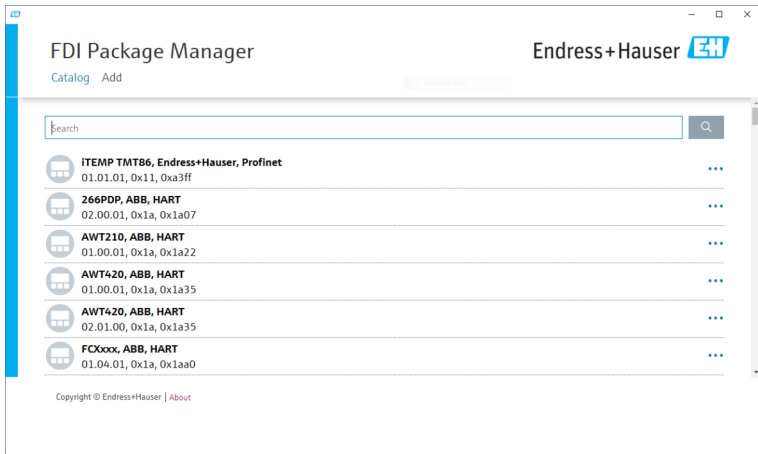 EH
FDI Package Manager
Endress+Hauser EH
Catalog Add
Search
iTEMP TMT86, Endress+Hauser, Profinet
01.01.01, 0x11, 0xa3ff
266PDP, ABB, HART
02.00.01, 0x1a, 0x1a07
AWT210, ABB, HART
01.00.01, 0x1a, 0x1a22
AWT420, ABB, HART
01.00.01, 0x1a, 0x1a35
AWT420, ABB, HART
02.01.00, 0x1a, 0x1a35
FCXxxx, ABB, HART
01.04.01, 0x1a, 0x1aa0
Copyright © Endress+Hauser | About